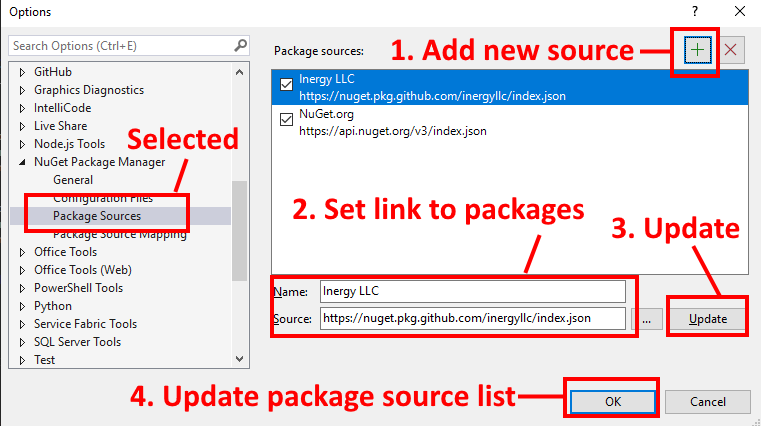 Options
?
Search Options (Ctrl+E)
GitHub
Graphics Diagnostics
IntelliCode
Live Share
Node.js Tools
NuGet Package Manager
General
Configuration Files
Package Sources
Package Source Mapping
Office Tools
Office Tools (Web)
PowerShell Tools
Python
Service Fabric Tools
SQL Server Tools
Test
Selected
Package sources:
1. Add new source
Inergy LLC
https://nuget.pkg.github.com/inergyllc/index.json
NuGet.org
https://api.nuget.org/v3/index.json
2. Set link to packages
3. Update
Name: Inergy LLC
Source: https://nuget.pkg.github.com/inergyllc/index.json ... Update
4. Update package source list
OK Cancel